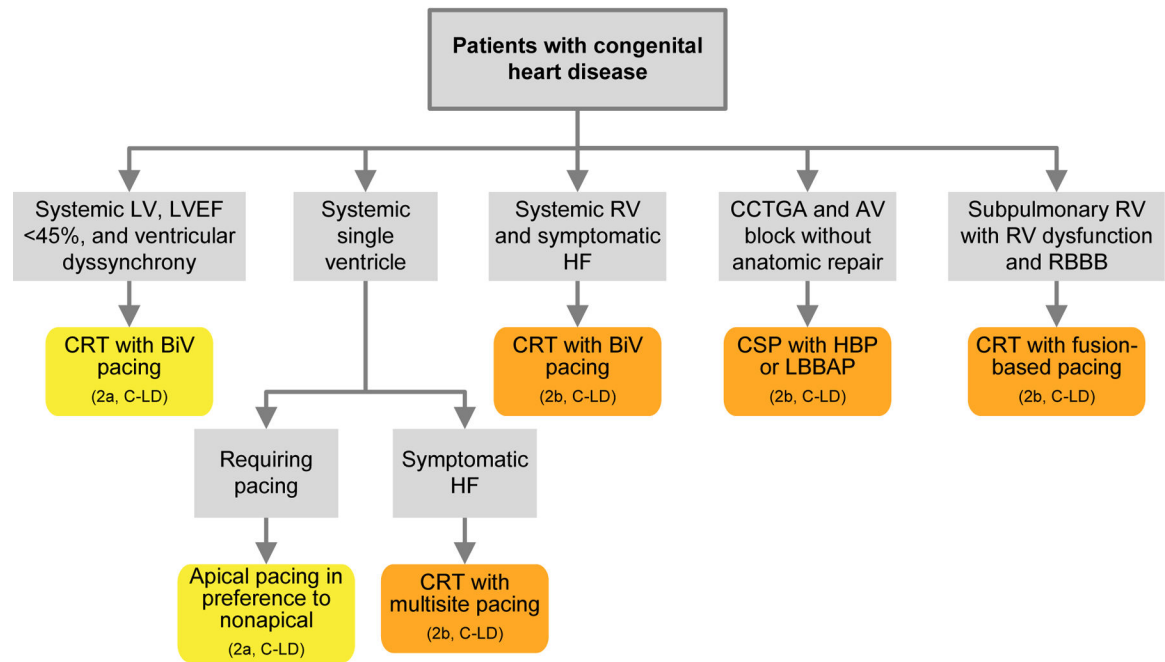 Patients with congenital
heart disease
Systemic LV, LVEF
<45%, and ventricular
dyssynchrony
Systemic
single
ventricle
Systemic RV
and symptomatic
HF
CCTGA and AV
block without
anatomic repair
Subpulmonary RV
with RV dysfunction
and RBBB
CRT with BiV
pacing
(2a, C-LD)
CRT with BiV
pacing
(2b, C-LD)
CSP with HBP
or LBBAP
(2b, C-LD)
CRT with fusion-
based pacing
(2b, C-LD)
Requiring
pacing
Symptomatic
HF
Apical pacing in
preference to
nonapical
(2a, C-LD)
CRT with
multisite pacing
(2b, C-LD)